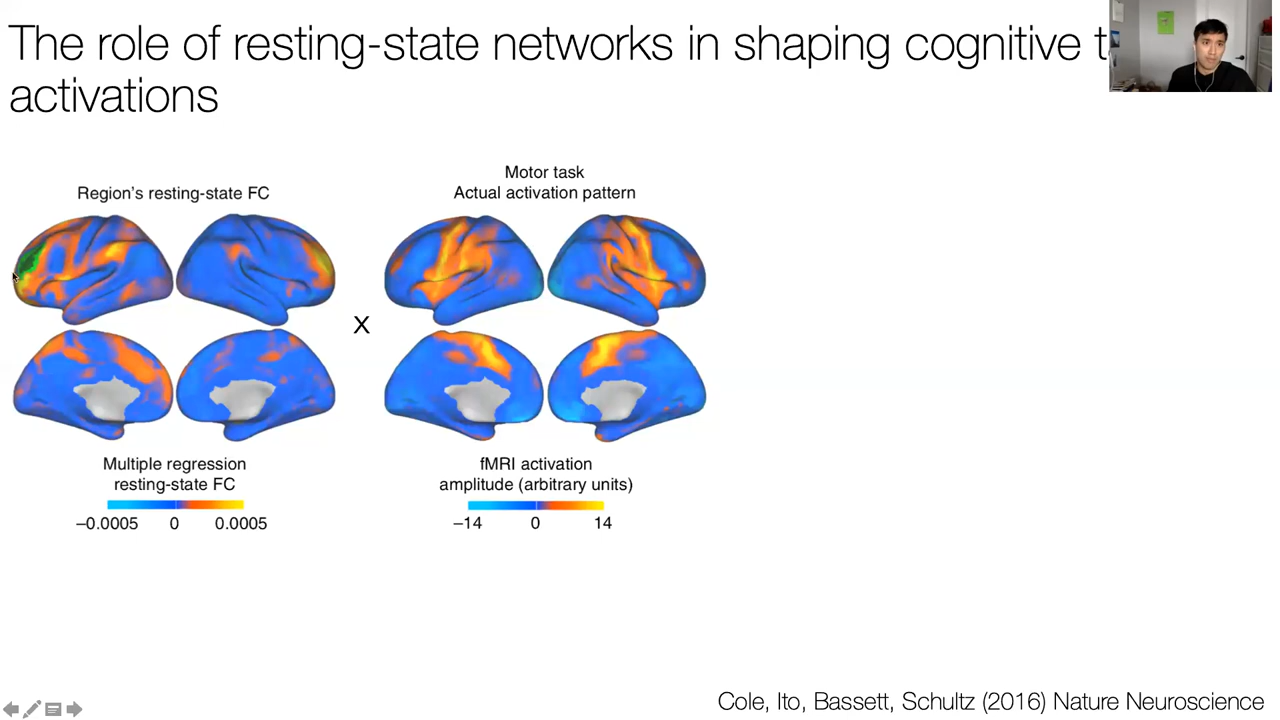 The role of resting-state networks in shaping cognitive
activations
Region's resting-state FC
Motor task
Actual activation pattern
x
Multiple regression
resting-state FC
−0.0005 0 0.0005
fMRI activation
amplitude (arbitrary units)
−14 0 14
Cole, Ito, Bassett, Schultz (2016) Nature Neuroscience